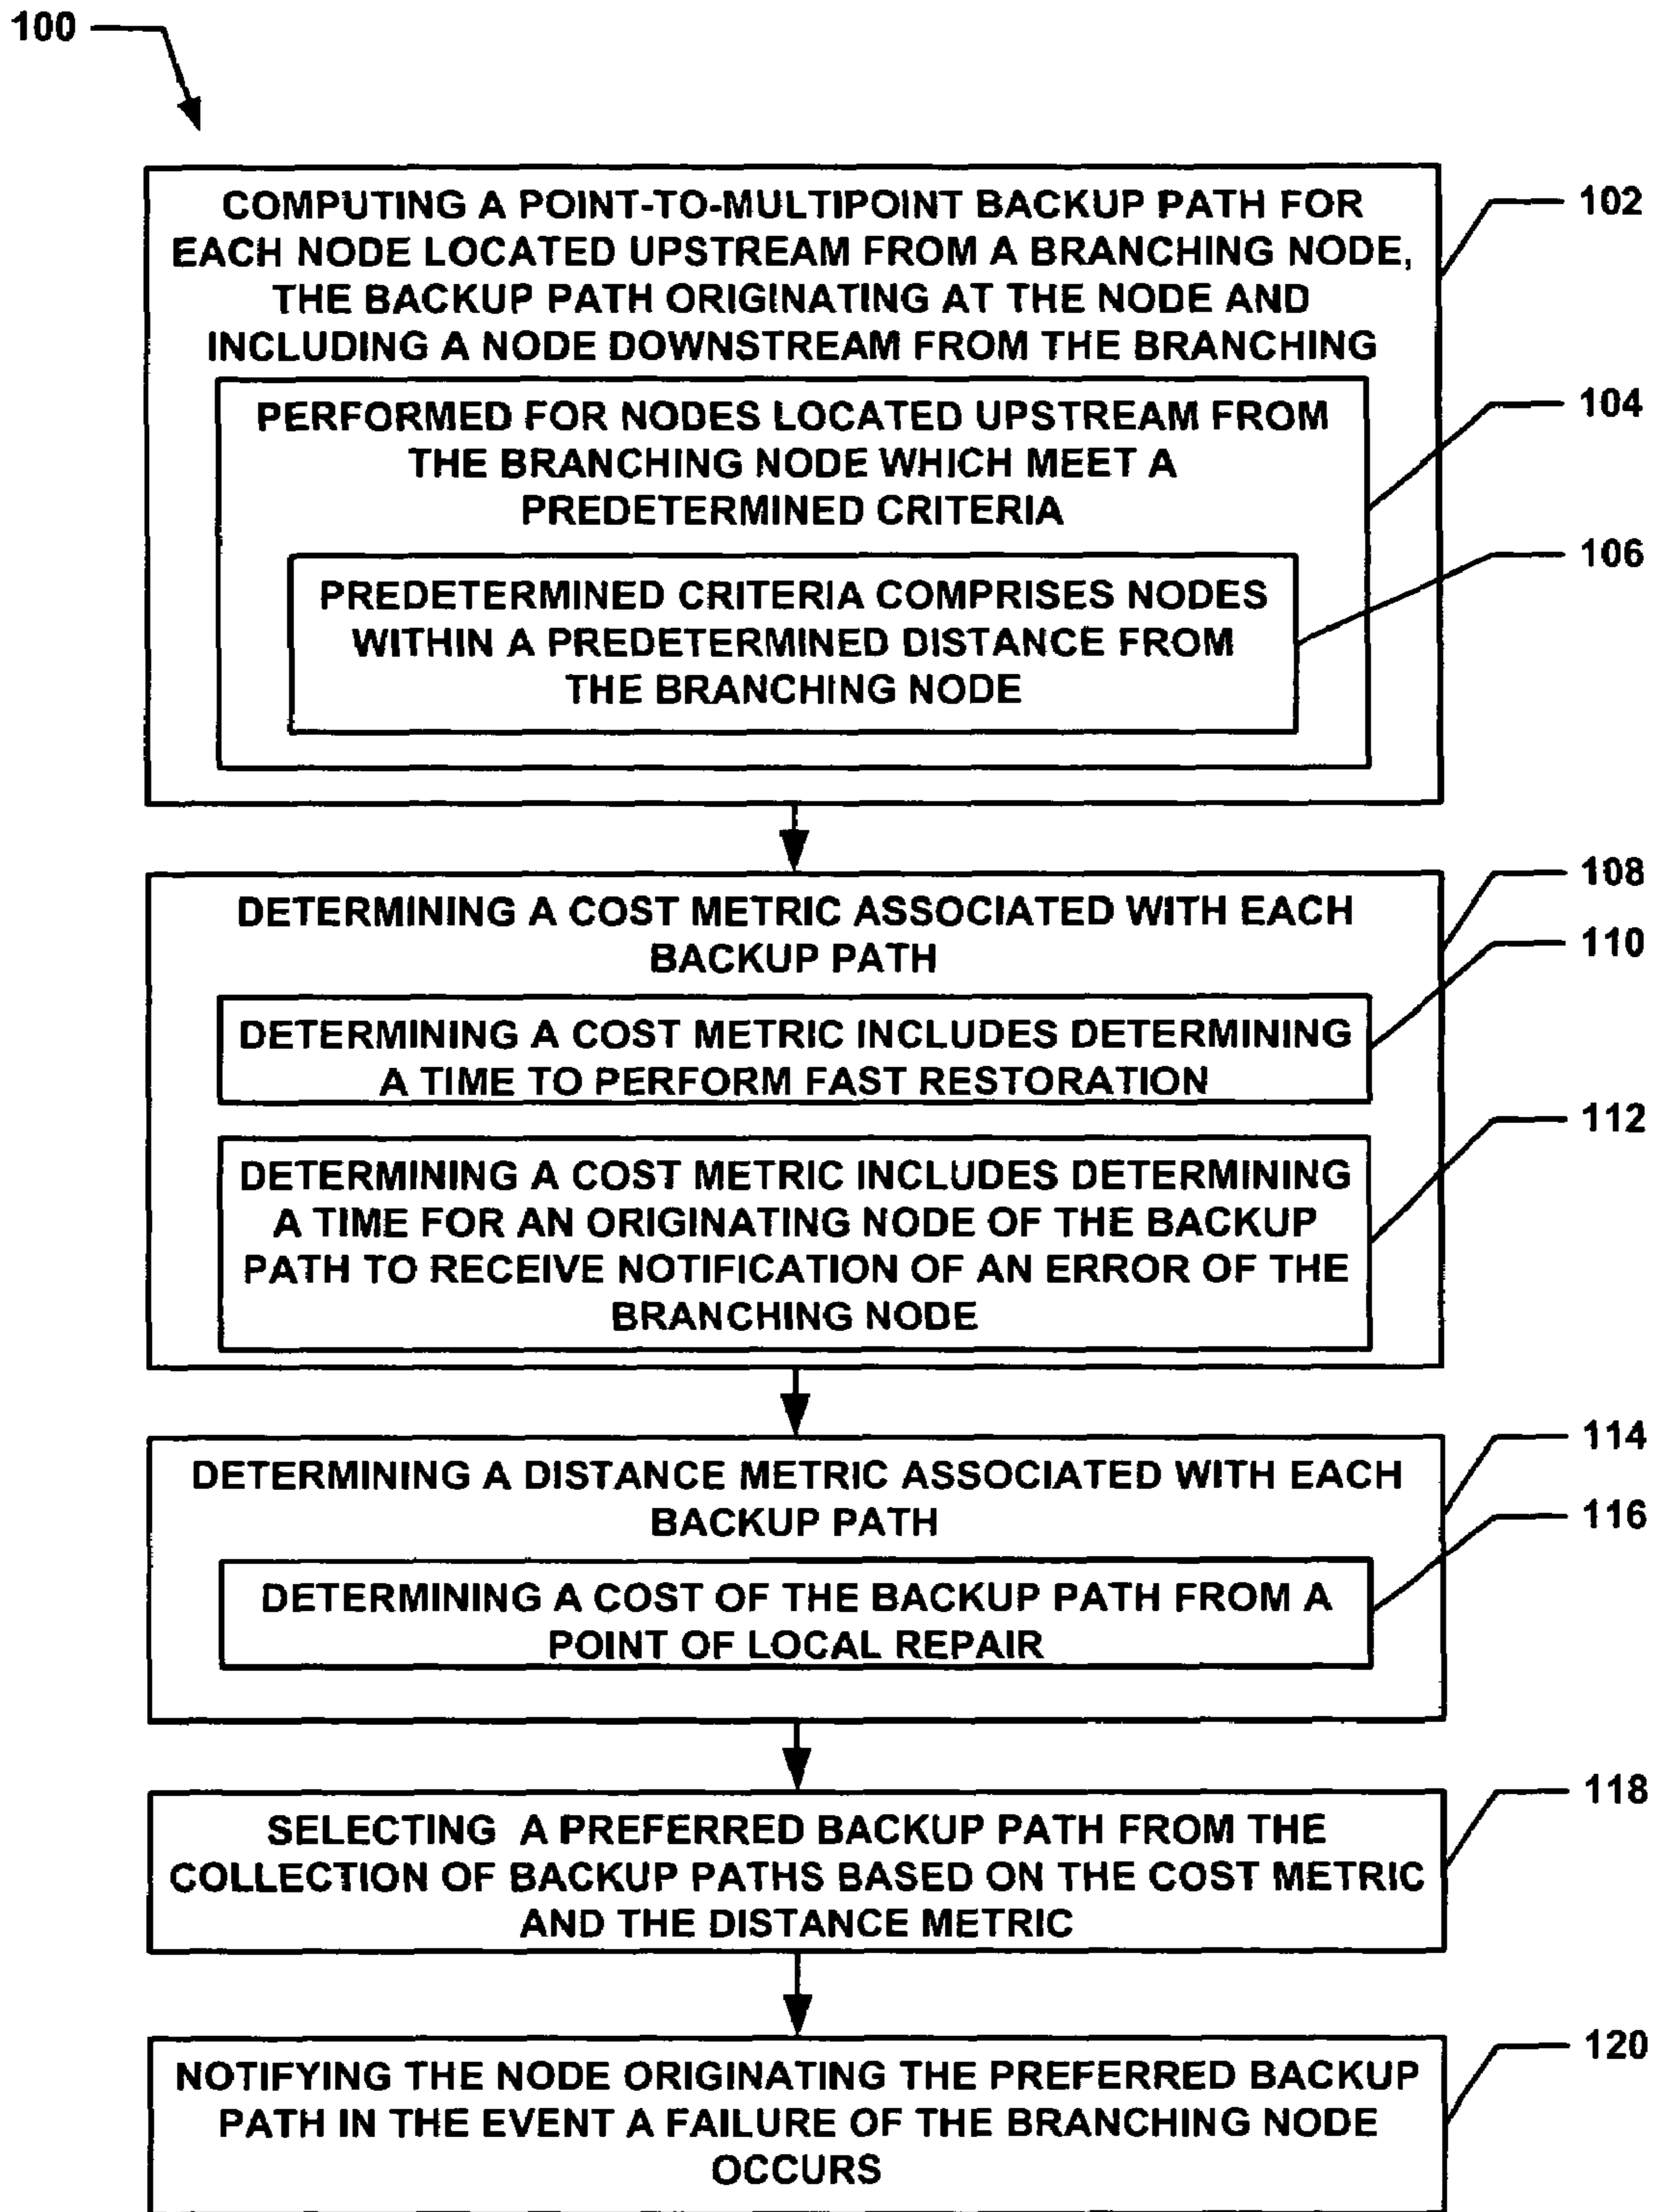 100
COMPUTING A POINT-TO-MULTIPOINT BACKUP PATH FOR
EACH NODE LOCATED UPSTREAM FROM A BRANCHING NODE,
THE BACKUP PATH ORIGINATING AT THE NODE AND
INCLUDING A NODE DOWNSTREAM FROM THE BRANCHING
102
PERFORMED FOR NODES LOCATED UPSTREAM FROM
THE BRANCHING NODE WHICH MEET A
PREDETERMINED CRITERIA
104
PREDETERMINED CRITERIA COMPRISES NODES
WITHIN A PREDETERMINED DISTANCE FROM
THE BRANCHING NODE
106
DETERMINING A COST METRIC ASSOCIATED WITH EACH
BACKUP PATH
108
DETERMINING A COST METRIC INCLUDES DETERMINING
A TIME TO PERFORM FAST RESTORATION
110
DETERMINING A COST METRIC INCLUDES DETERMINING
A TIME FOR AN ORIGINATING NODE OF THE BACKUP
PATH TO RECEIVE NOTIFICATION OF AN ERROR OF THE
BRANCHING NODE
112
DETERMINING A DISTANCE METRIC ASSOCIATED WITH EACH
BACKUP PATH
114
DETERMINING A COST OF THE BACKUP PATH FROM A
POINT OF LOCAL REPAIR
116
SELECTING A PREFERRED BACKUP PATH FROM THE
COLLECTION OF BACKUP PATHS BASED ON THE COST METRIC
AND THE DISTANCE METRIC
118
NOTIFYING THE NODE ORIGINATING THE PREFERRED BACKUP
PATH IN THE EVENT A FAILURE OF THE BRANCHING NODE
OCCURS
120